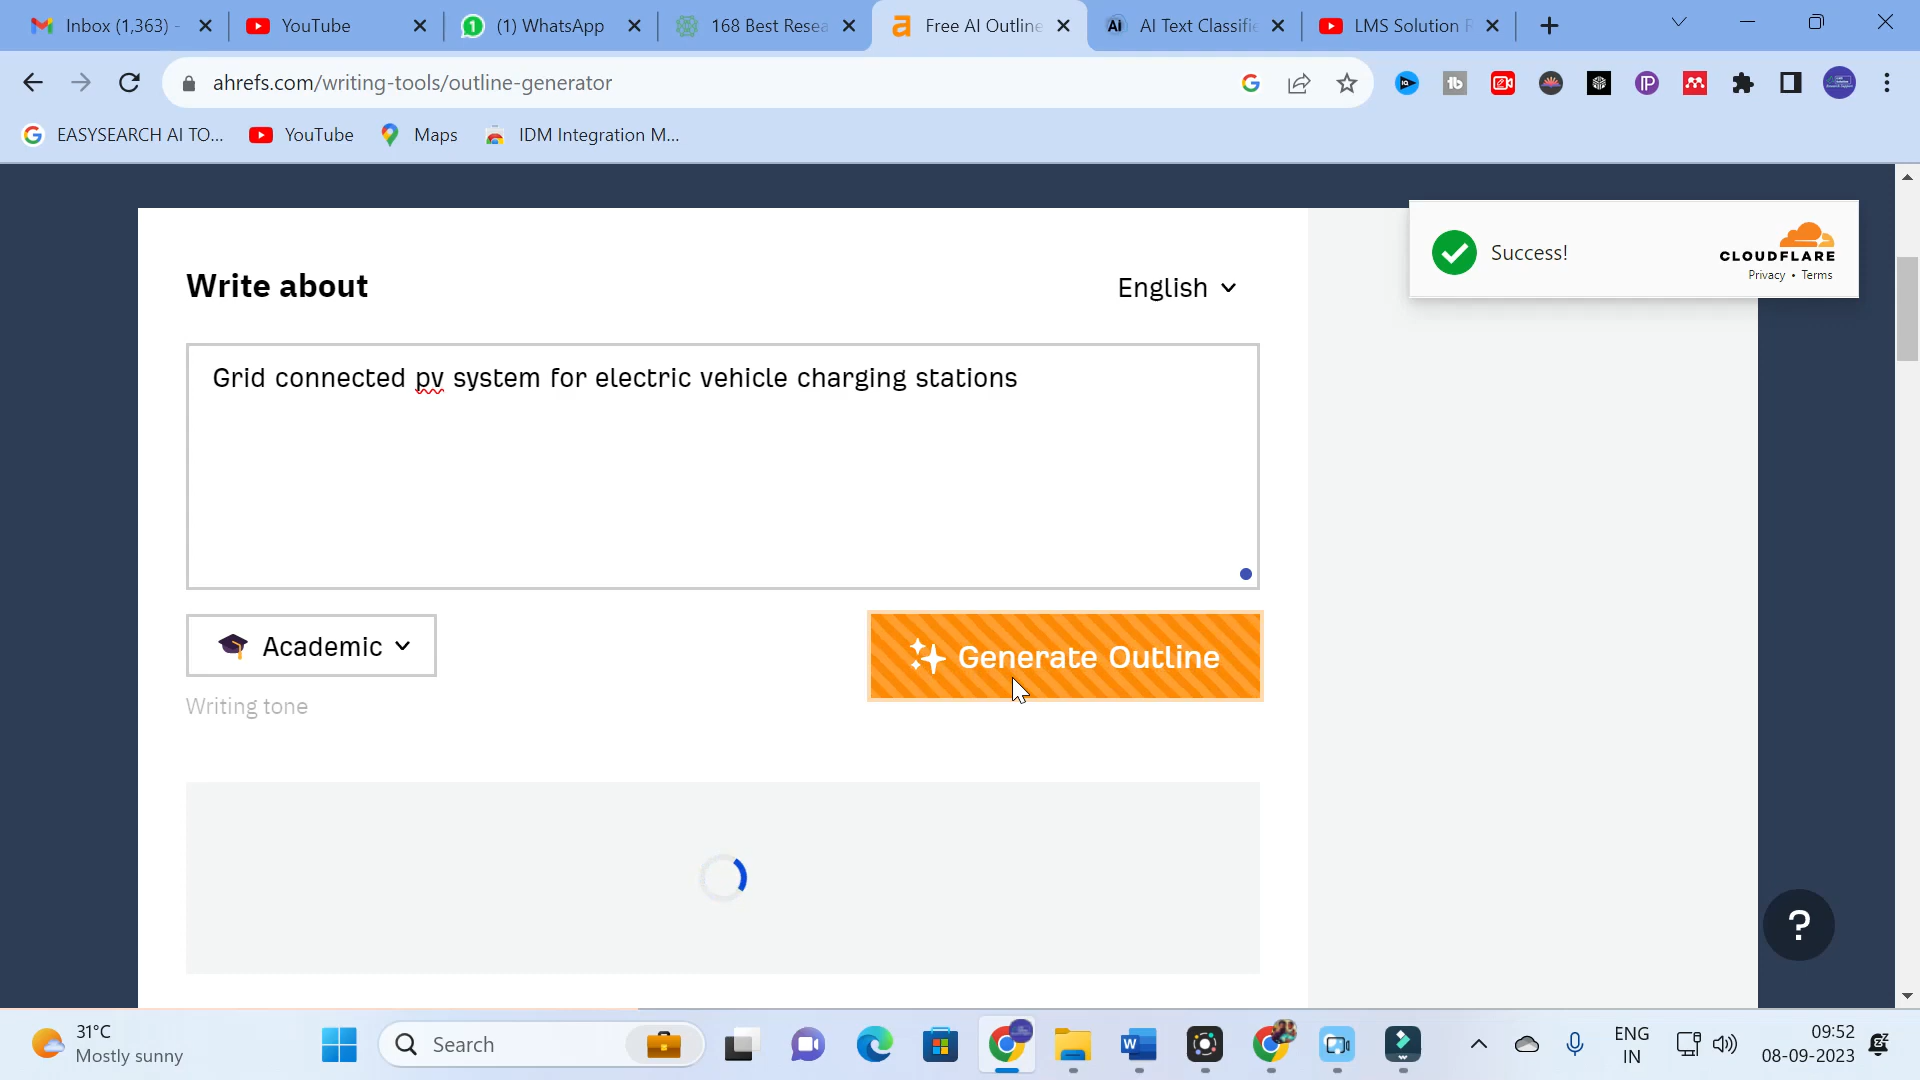 Inbox (1,363) -
YouTube
(1) WhatsApp
168 Best Resea
Free AI Outline
AI Text Classifie
LMS Solution R
ahrefs.com/writing-tools/outline-generator
EASYSEARCH AI TO...
YouTube
Maps
IDM Integration M...
Success!
CLOUDFLARE
Privacy • Terms
Write about
English
Grid connected pv system for electric vehicle charging stations
Academic
Generate Outline
Writing tone
?
31°C
Mostly sunny
Search
ENG
IN
09:52
08-09-2023